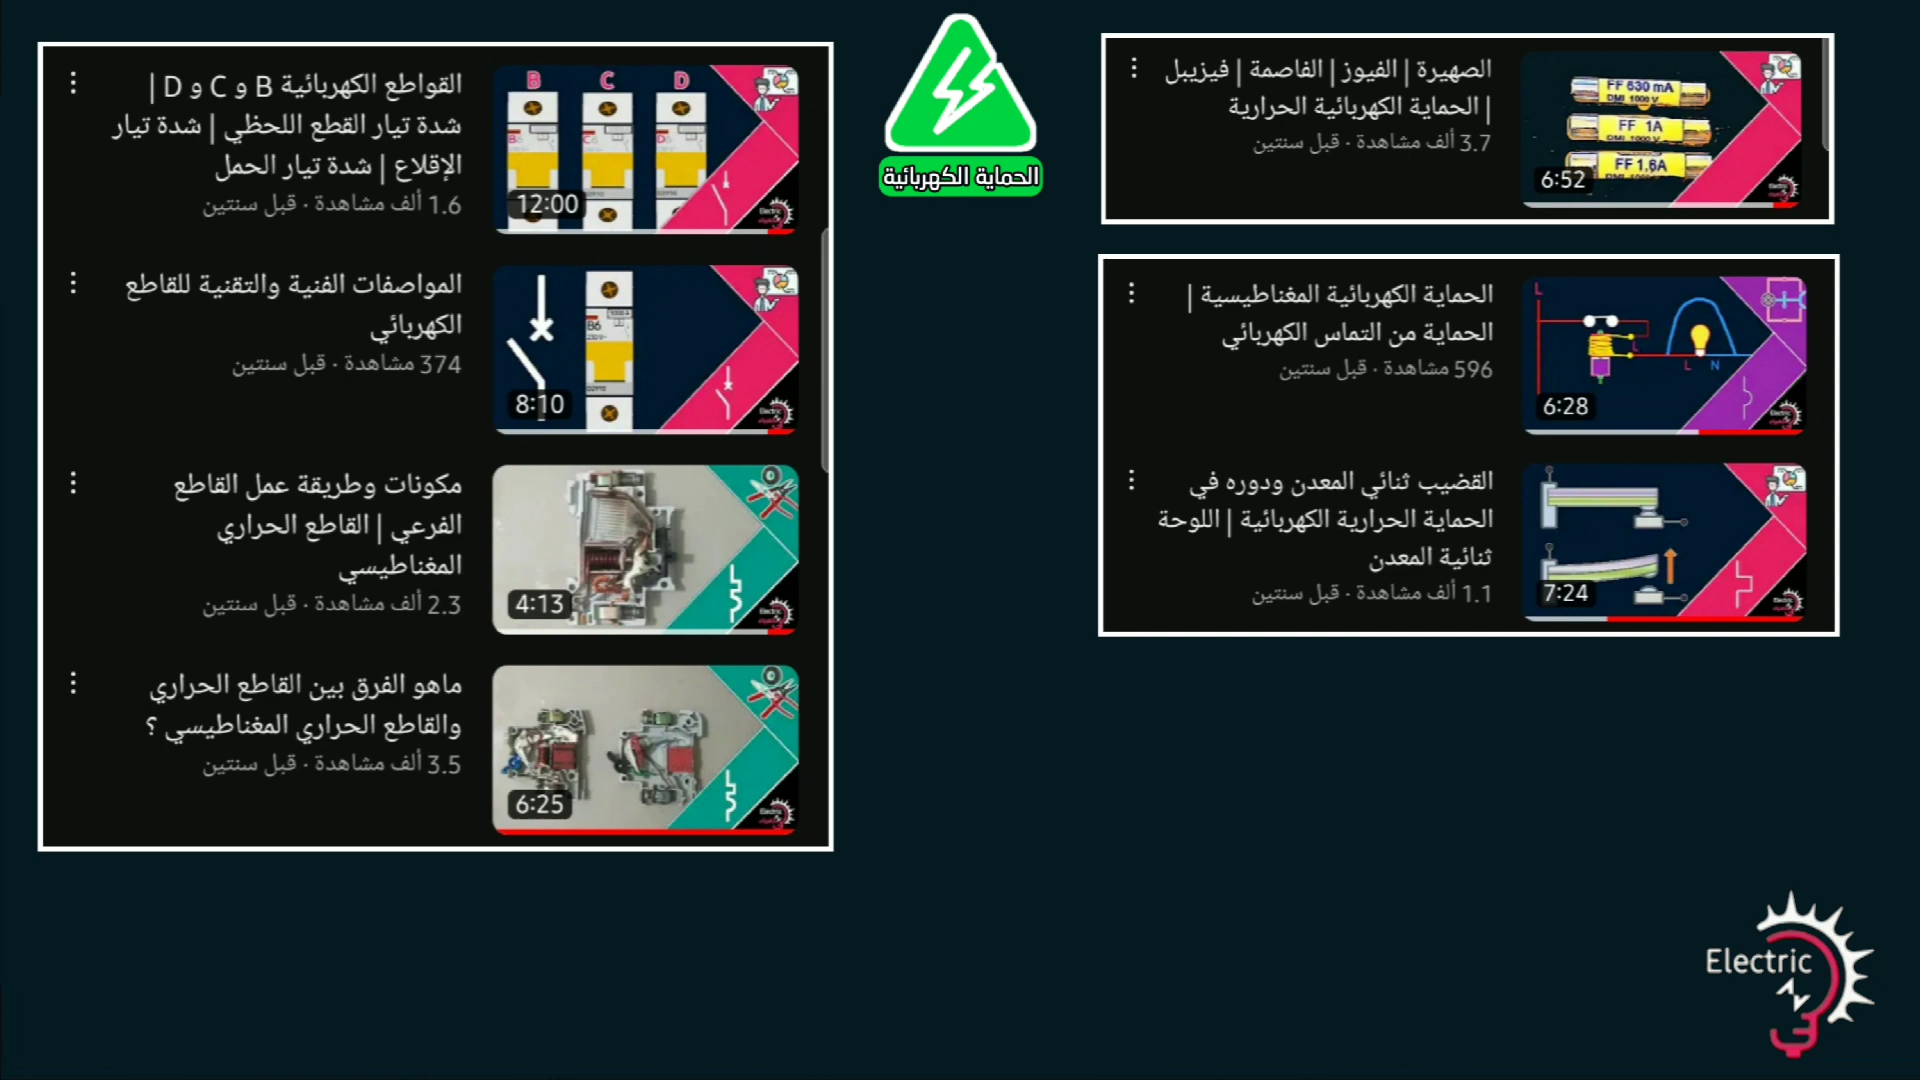 الصهيرة | الفيوز | الفاصمة | فيزيبل
| الحماية الكهربائية الحرارية
3.7 ألف مشاهدة · قبل سنتين
FF 630 mA
DMI 1000 V
FF 1A
DMI 1000 V
FF 1,6A
6:52
الحماية الكهربائية
الحماية الكهربائية المغناطيسية |
الحماية من التماس الكهربائي
596 مشاهدة · قبل سنتين
L
L
L N
6:28
القضيب ثنائي المعدن ودوره في
الحماية الحرارية الكهربائية | اللوحة
ثنائية المعدن
1.1 ألف مشاهدة · قبل سنتين
7:24
القواطع الكهربائية B و C و D |
شدة تيار القطع اللحظي | شدة تيار
الإقلاع | شدة تيار الحمل
1.6 ألف مشاهدة · قبل سنتين
B C D
12:00
المواصفات الفنية والتقنية للقاطع
الكهربائي
374 مشاهدة · قبل سنتين
B6
8:10
مكونات وطريقة عمل القاطع
الفرعي | القاطع الحراري
المغناطيسي
2.3 ألف مشاهدة · قبل سنتين
4:13
ماهو الفرق بين القاطع الحراري
والقاطع الحراري المغناطيسي ؟
3.5 ألف مشاهدة · قبل سنتين
6:25
Electric